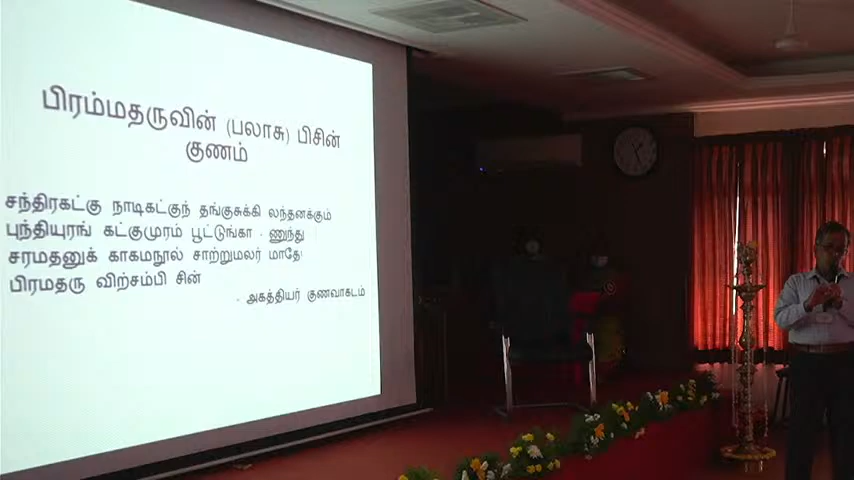 பிரம்மதருவின் (பலாசு) பிசின்
குணம்
சந்திரகட்கு நாடிகட்குந் தங்குசுக்கி லந்தனக்கும்
புந்தியுரங் கட்குமுரம் பூட்டுங்கா - ணுந்து
சரமதனுக் காகமநூல் சாற்றுமலர் மாதே
பிரமதரு விற்சம்பி சின்
- அகத்தியர் குணவாகடம்